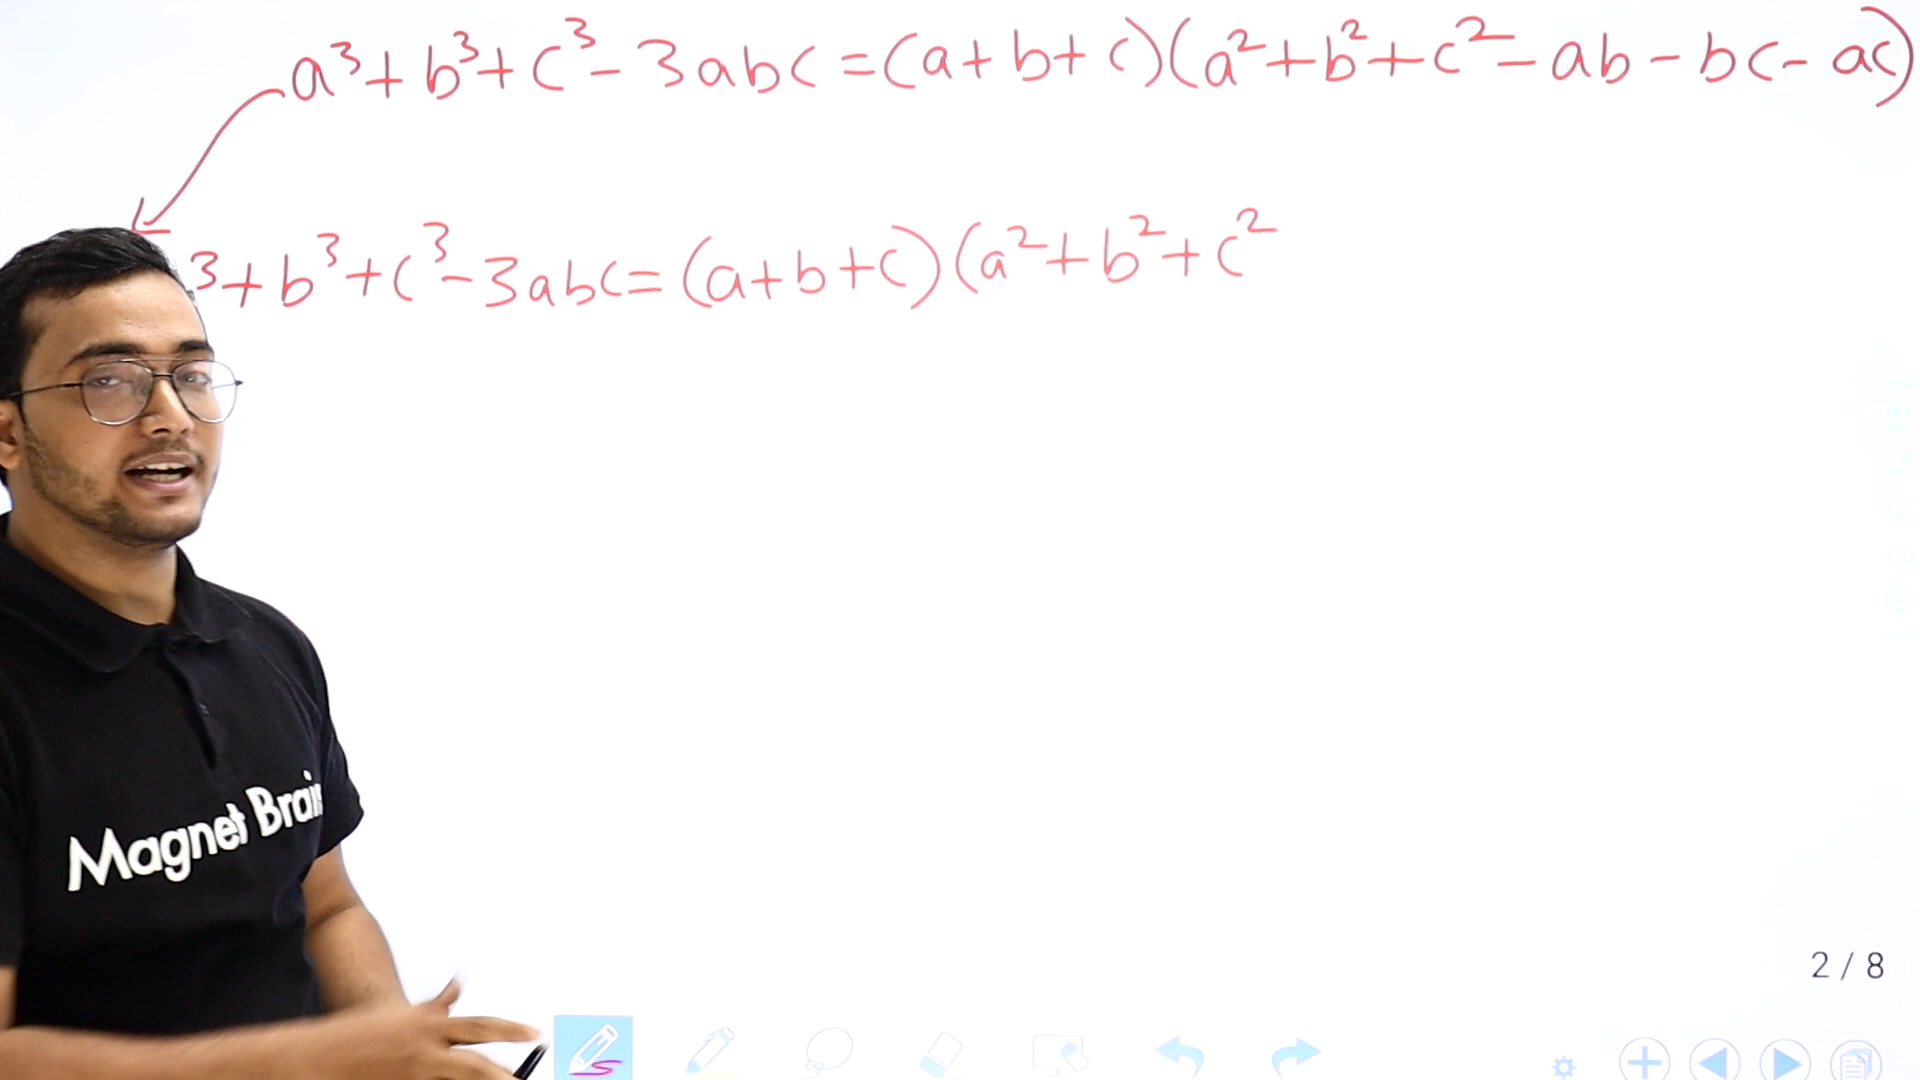 a³+b³+c³-3abc=(a+b+c)(a²+b²+c²-ab-bc-ac)
³+b³+c³-3abc=(a+b+c)(a²+b²+c²
Magnet Brain
2 / 8